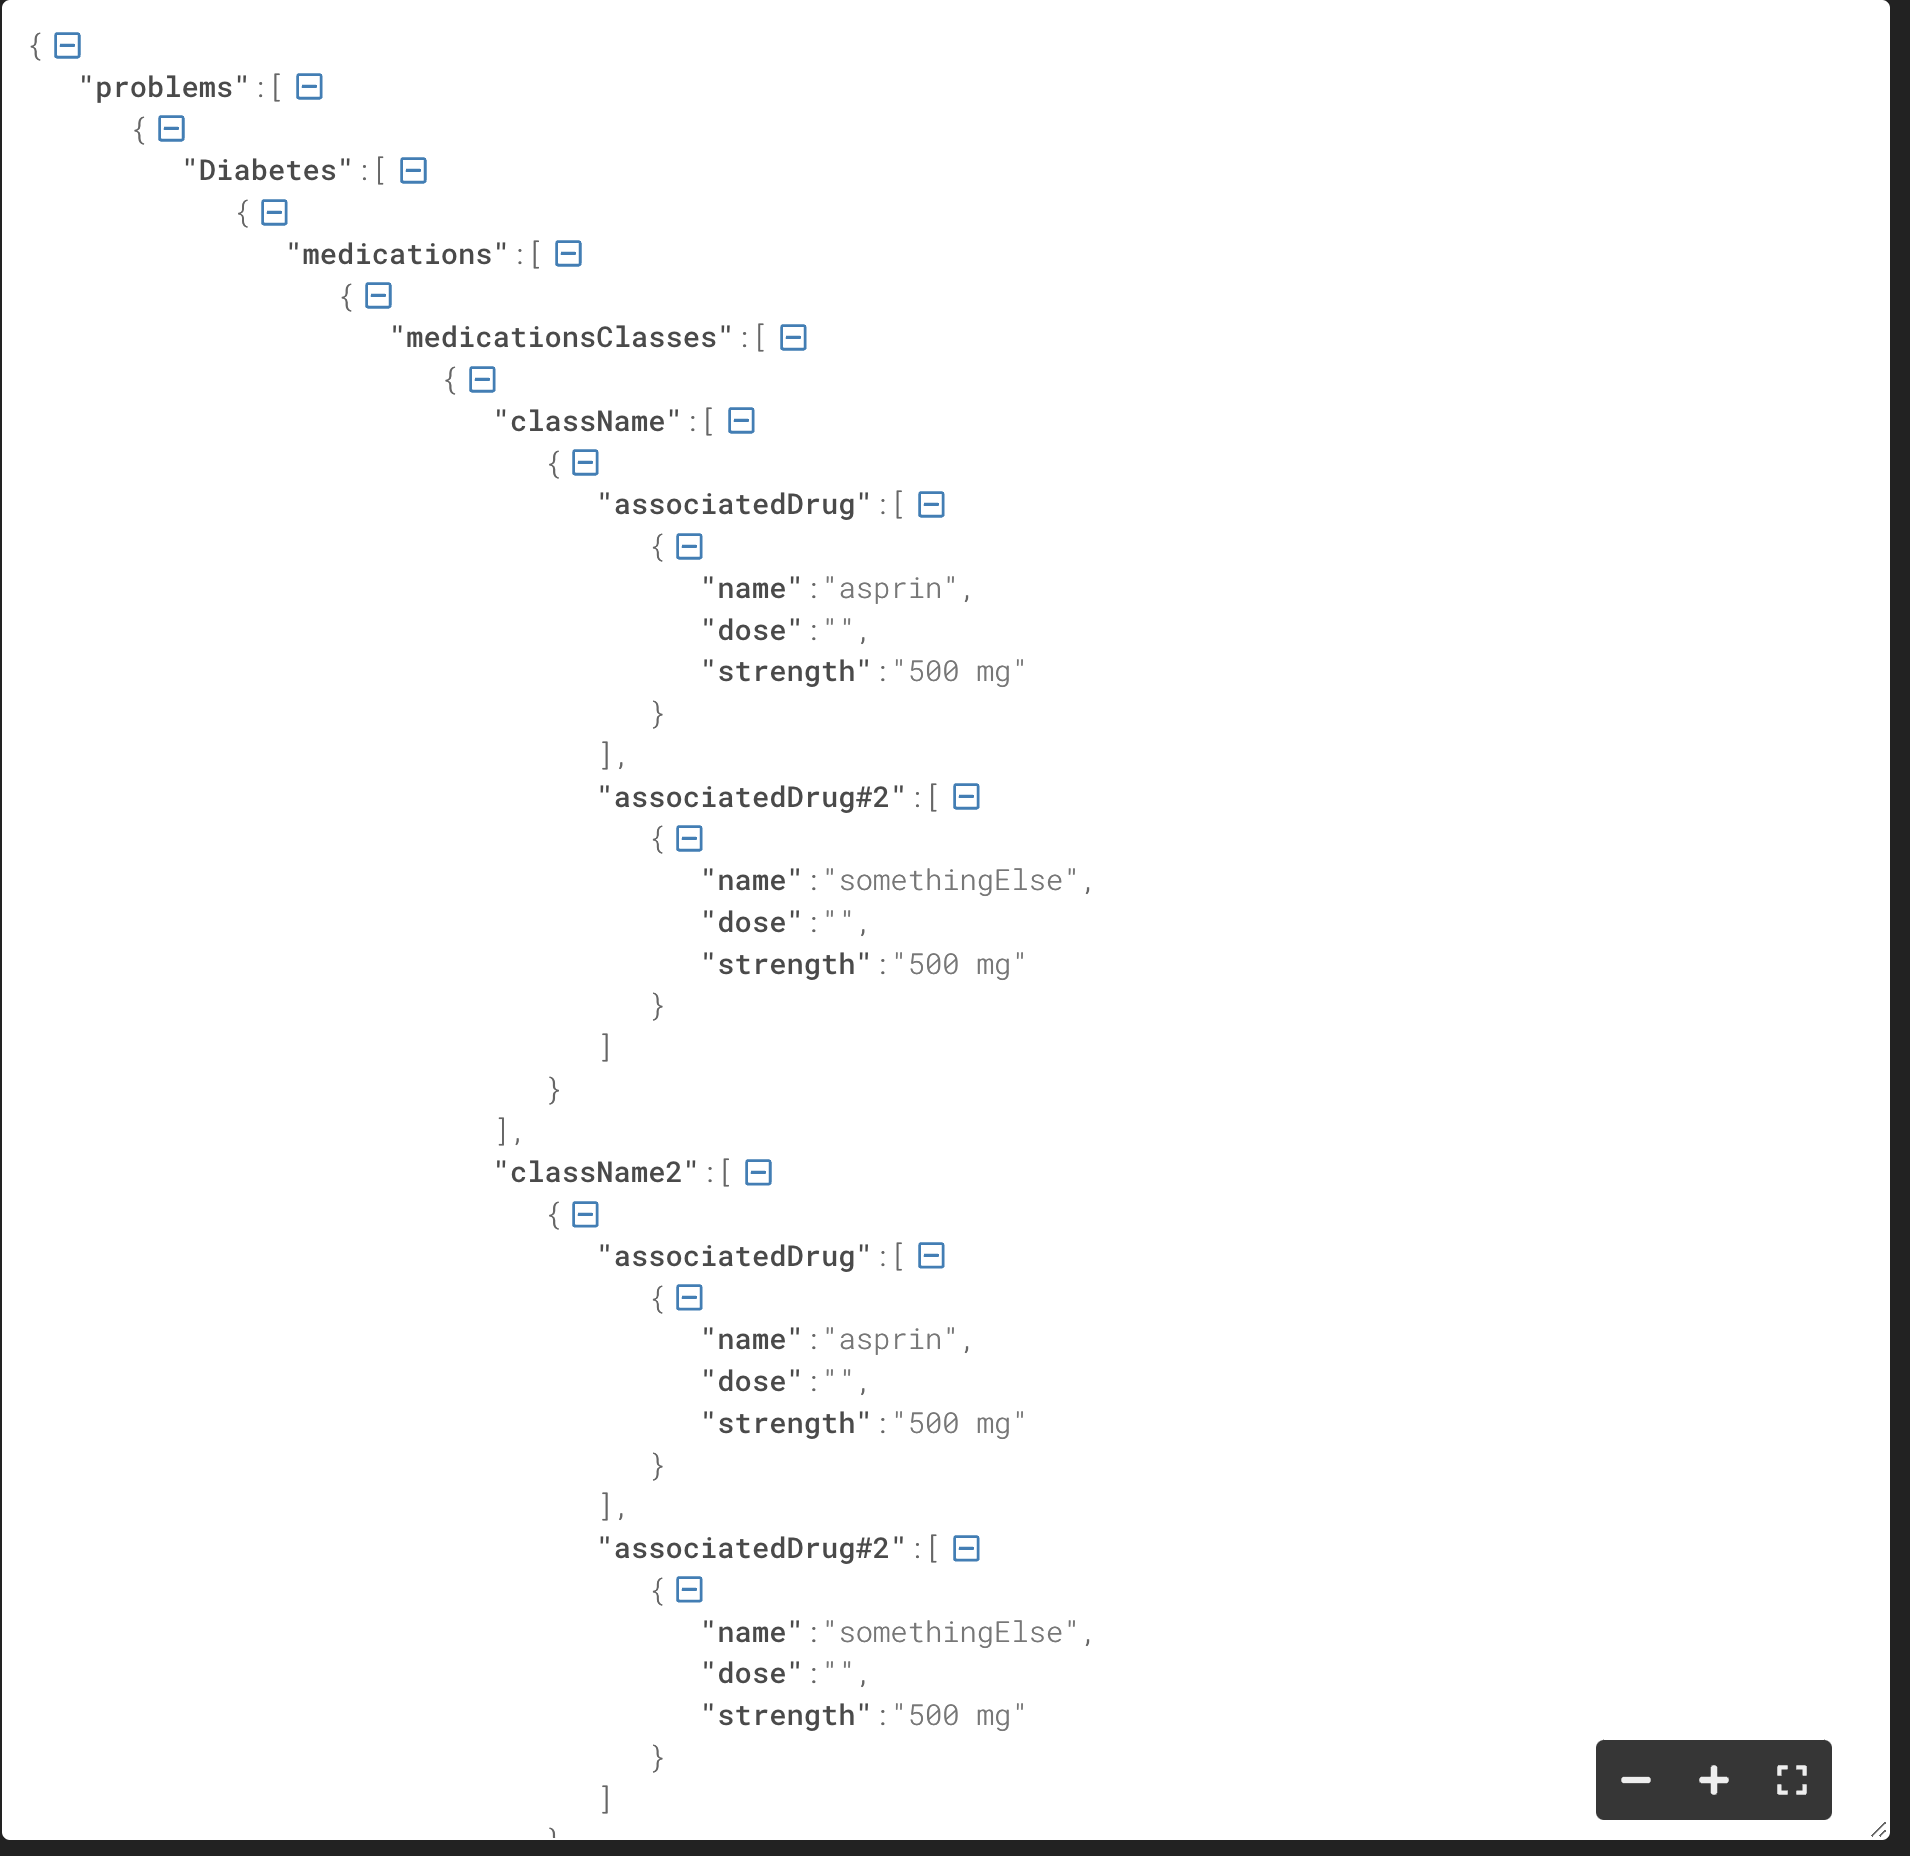 {
"problems":[
{
"Diabetes":[
{
"medications":[
{
"medicationsClasses":[
{
"className":[
{
"associatedDrug":[
{
"name":"asprin",
"dose":"",
"strength":"500 mg"
}
],
"associatedDrug#2":[
{
"name":"somethingElse",
"dose":"",
"strength":"500 mg"
}
]
}
],
"className2":[
{
"associatedDrug":[
{
"name":"asprin",
"dose":"",
"strength":"500 mg"
}
],
"associatedDrug#2":[
{
"name":"somethingElse",
"dose":"",
"strength":"500 mg"
}
]
}